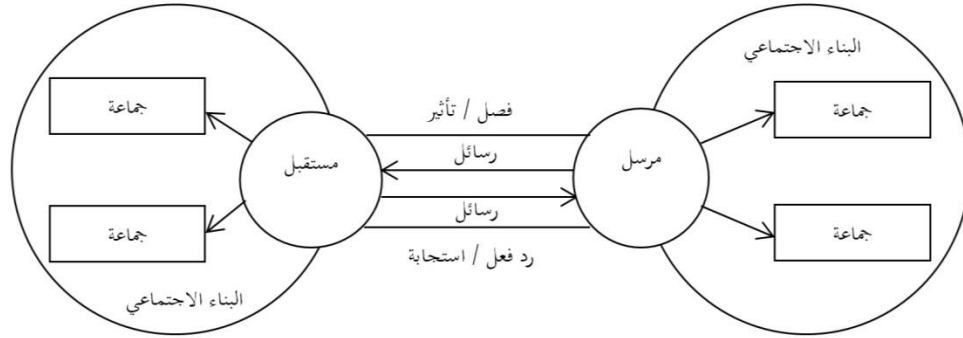 البناء الاجتماعي
جماعة
جماعة
مرسل
فصل / تأثير
رسائل
رسائل
رد فعل / استجابة
مستقبل
جماعة
جماعة
البناء الاجتماعي